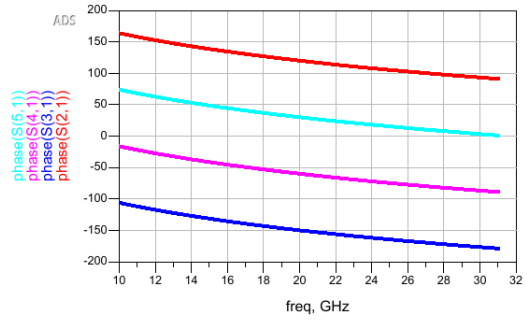 ADS
phase(S(5,1))
phase(S(4,1))
phase(S(3,1))
phase(S(2,1))
200
150
100
50
0
-50
-100
-150
-200
10 12 14 16 18 20 22 24 26 28 30 32
freq, GHz